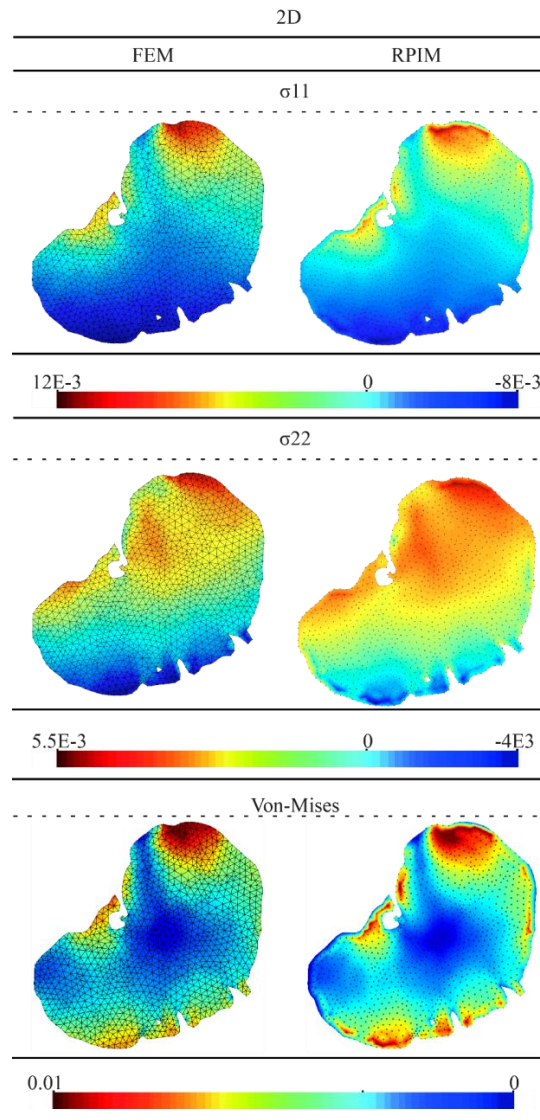 2D
FEM RPIM
σ11
12E-3 0 -8E-3
σ22
5.5E-3 0 -4E3
Von-Mises
0.01 0